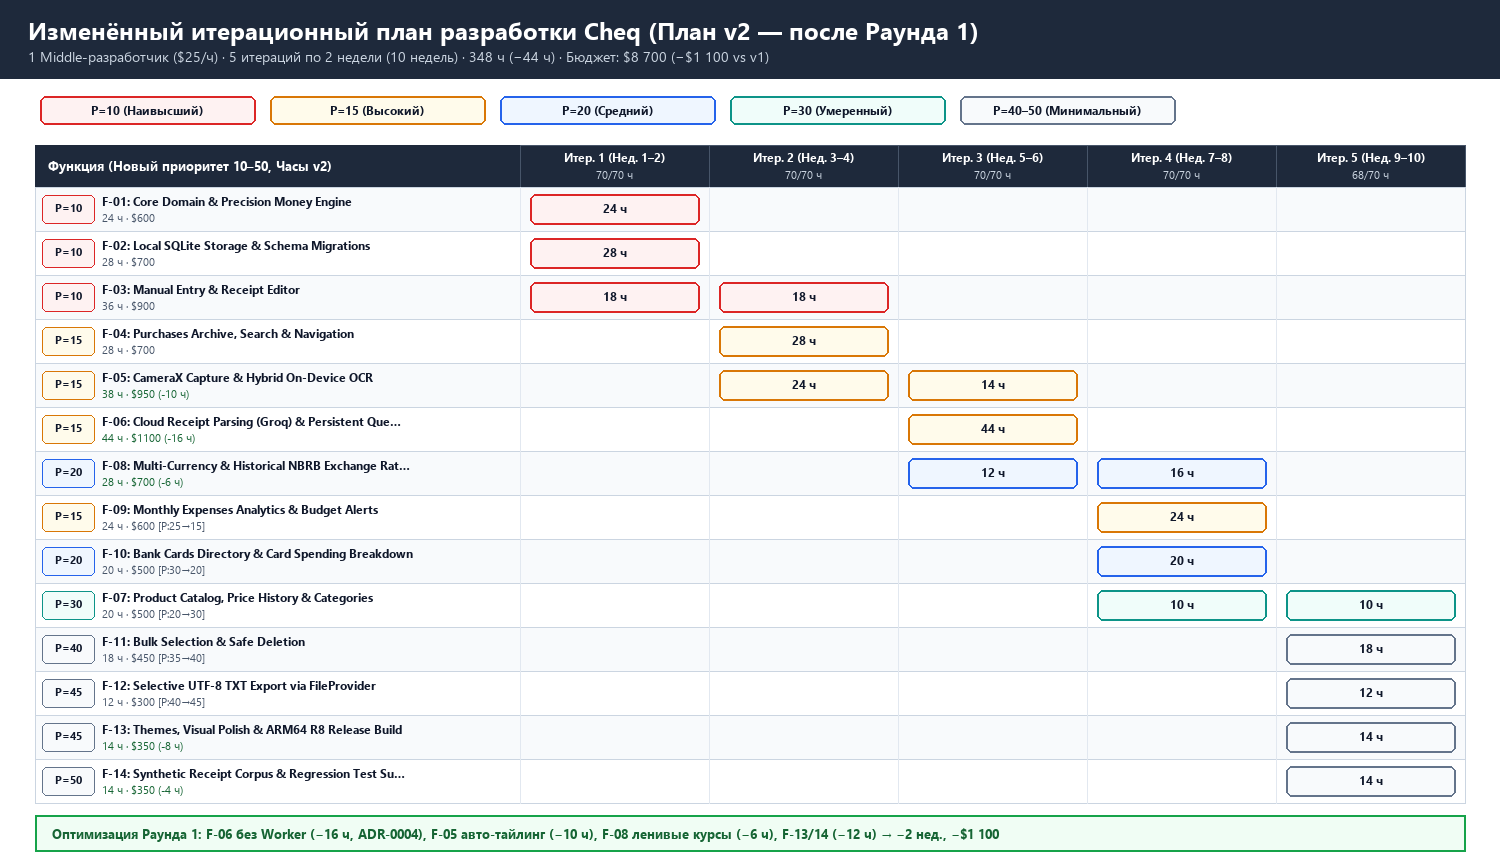 Изменённый итерационный план разработки Cheq (План v2 — после Раунда 1)
1 Middle-разработчик ($25/ч) · 5 итераций по 2 недели (10 недель) · 348 ч (−44 ч) · Бюджет: $8 700 (−$1 100 vs v1)
P=10 (Наивысший) P=15 (Высокий) P=20 (Средний) P=30 (Умеренный) P=40–50 (Минимальный)
Функция (Новый приоритет 10–50, Часы v2) Итер. 1 (Нед. 1–2) Итер. 2 (Нед. 3–4) Итер. 3 (Нед. 5–6) Итер. 4 (Нед. 7–8) Итер. 5 (Нед. 9–10)
70/70 ч 70/70 ч 70/70 ч 70/70 ч 68/70 ч
P=10 F-01: Core Domain & Precision Money Engine 24 ч
24 ч · $600
P=10 F-02: Local SQLite Storage & Schema Migrations 28 ч
28 ч · $700
P=10 F-03: Manual Entry & Receipt Editor 18 ч 18 ч
36 ч · $900
P=15 F-04: Purchases Archive, Search & Navigation 28 ч
28 ч · $700
P=15 F-05: CameraX Capture & Hybrid On-Device OCR 24 ч 14 ч
38 ч · $950 (-10 ч)
P=15 F-06: Cloud Receipt Parsing (Groq) & Persistent Que... 44 ч
44 ч · $1100 (-16 ч)
P=20 F-08: Multi-Currency & Historical NBRB Exchange Rat... 12 ч 16 ч
28 ч · $700 (-6 ч)
P=15 F-09: Monthly Expenses Analytics & Budget Alerts 24 ч
24 ч · $600 [P:25→15]
P=20 F-10: Bank Cards Directory & Card Spending Breakdown 20 ч
20 ч · $500 [P:30→20]
P=30 F-07: Product Catalog, Price History & Categories 10 ч 10 ч
20 ч · $500 [P:20→30]
P=40 F-11: Bulk Selection & Safe Deletion 18 ч
18 ч · $450 [P:35→40]
P=45 F-12: Selective UTF-8 TXT Export via FileProvider 12 ч
12 ч · $300 [P:40→45]
P=45 F-13: Themes, Visual Polish & ARM64 R8 Release Build 14 ч
14 ч · $350 (-8 ч)
P=50 F-14: Synthetic Receipt Corpus & Regression Test Su... 14 ч
14 ч · $350 (-4 ч)
Оптимизация Раунда 1: F-06 без Worker (−16 ч, ADR-0004), F-05 авто-тайлинг (−10 ч), F-08 ленивые курсы (−6 ч), F-13/14 (−12 ч) → −2 нед., −$1 100